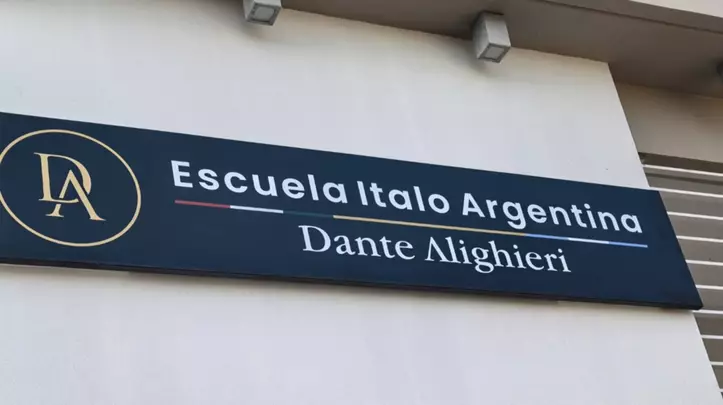 DA
Escuela Italo Argentina
Dante Alighieri